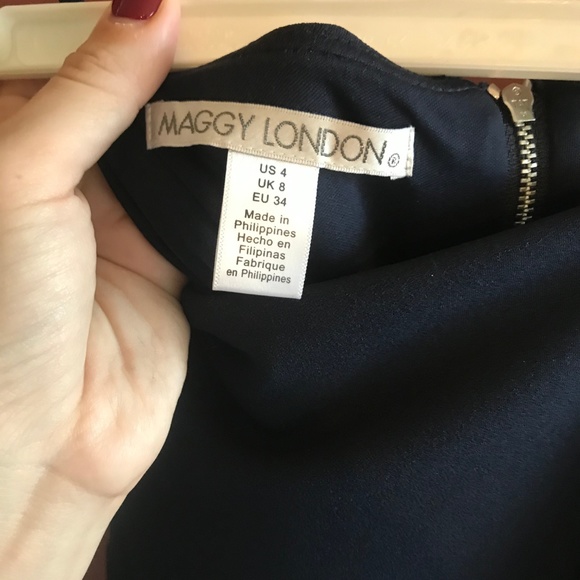 MAGGY LONDON®
US 4
UK 8
EU 34
Made in
Philippines
Hecho en
Filipinas
Fabrique
en Philippines